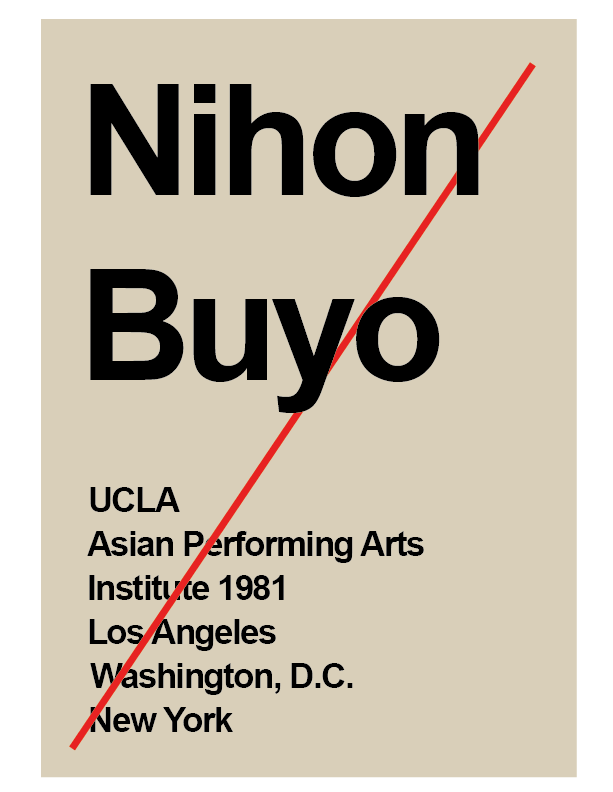 Nihon
Buyo
UCLA
Asian Performing Arts
Institute 1981
Los Angeles
Washington, D.C.
New York